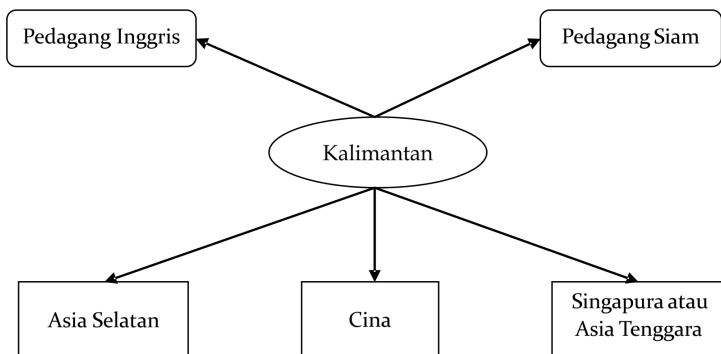 Pedagang Inggris
Pedagang Siam
Kalimantan
Asia Selatan
Cina
Singapura atau
Asia Tenggara